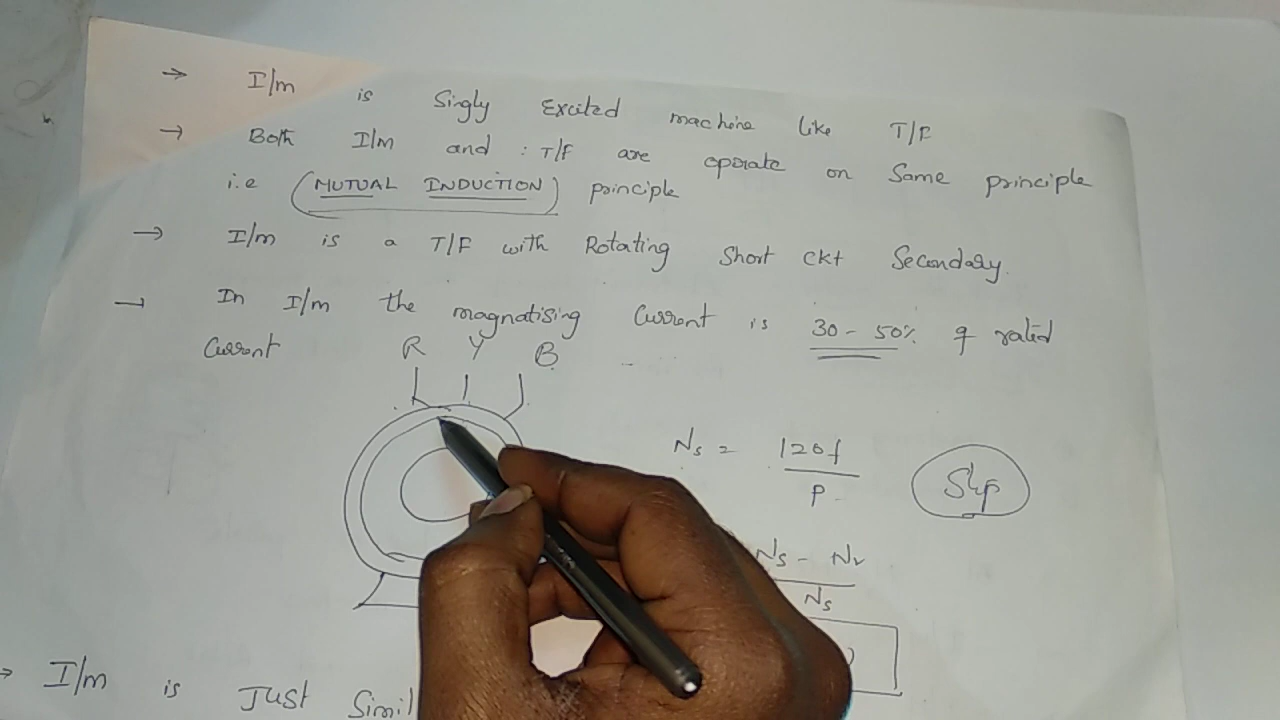 → I/m is Singly Excited machine like T/F
→ Both I/m and : T/F are operate on Same principle
i.e (MUTUAL INDUCTION) principle
→ I/m is a T/F with Rotating Short ckt Secondary.
→ In I/m the magnatising Current is 30 - 50% of rated
Current
R Y B
Ns = 120f / P
Slip
Ns - Nr / Ns
→ I/m is Just